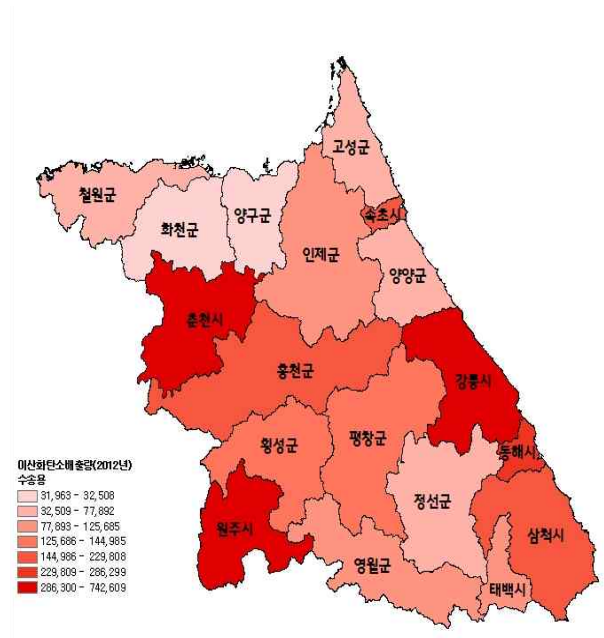 고성군
철원군
속초시
양구군
화천군
인제군
양양군
춘천시
홍천군
강릉시
횡성군
평창군
동해시
정선군
원주시
삼척시
영월군
태백시
이산화탄소배출량(2012년)
수송용
31,963 - 32,508
32,509 - 77,892
77,893 - 125,685
125,686 - 144,985
144,986 - 229,808
229,809 - 286,299
286,300 - 742,609